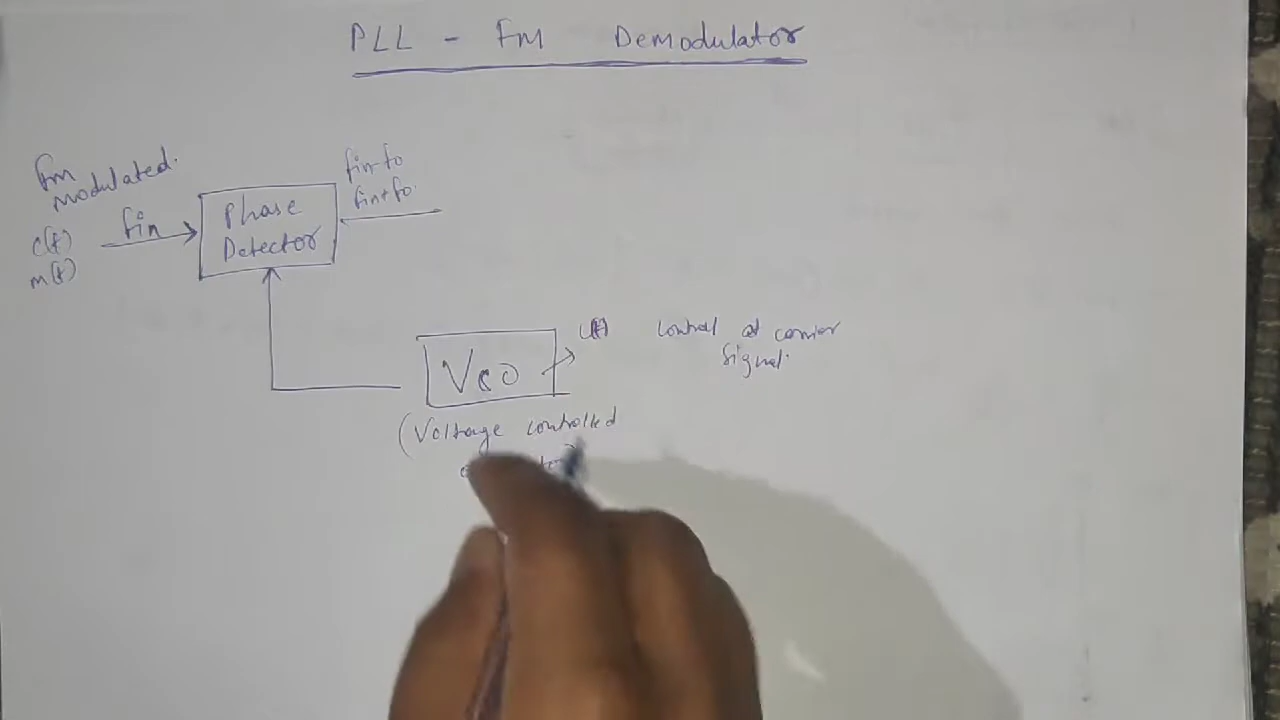 PLL - FM Demodulator
Fm
modulated.
c(t)
m(t)
fin
Phase
Detector
fin-fo
fin+fo.
VCO
control at carrier
signal.
(Voltage controlled